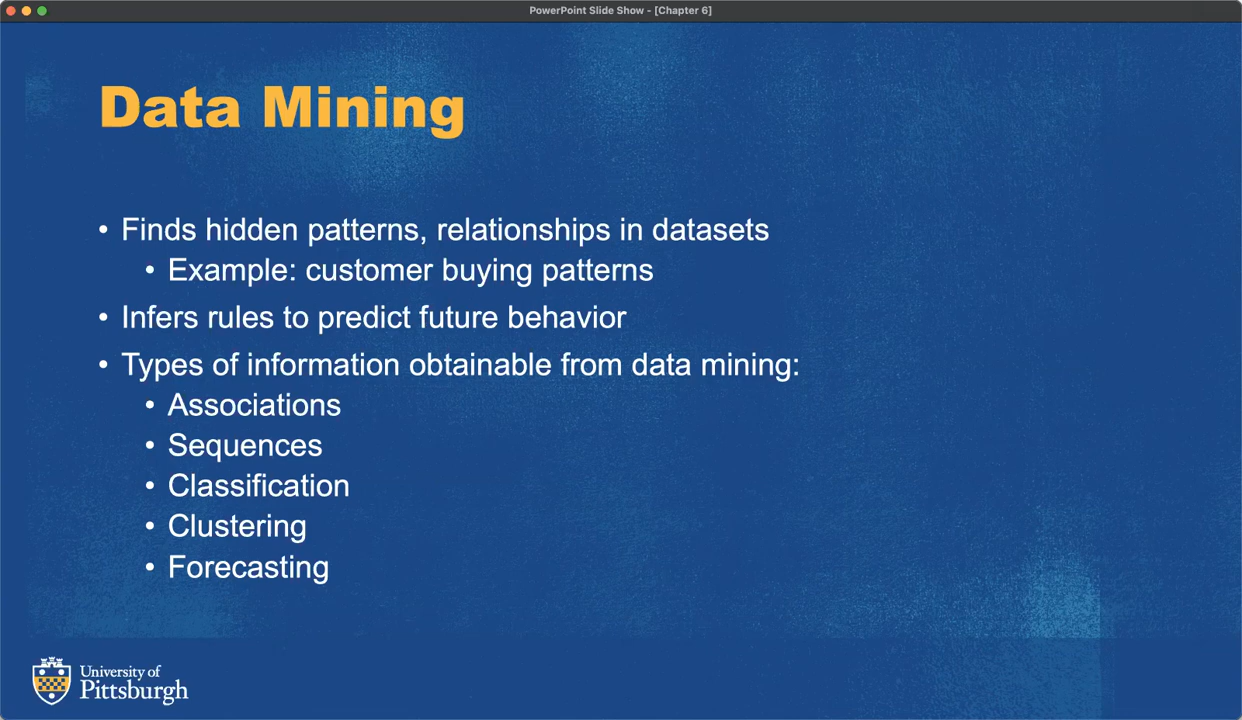 PowerPoint Slide Show - [Chapter 6]
Data Mining
• Finds hidden patterns, relationships in datasets
• Example: customer buying patterns
• Infers rules to predict future behavior
• Types of information obtainable from data mining:
• Associations
• Sequences
• Classification
• Clustering
• Forecasting
University of
Pittsburgh